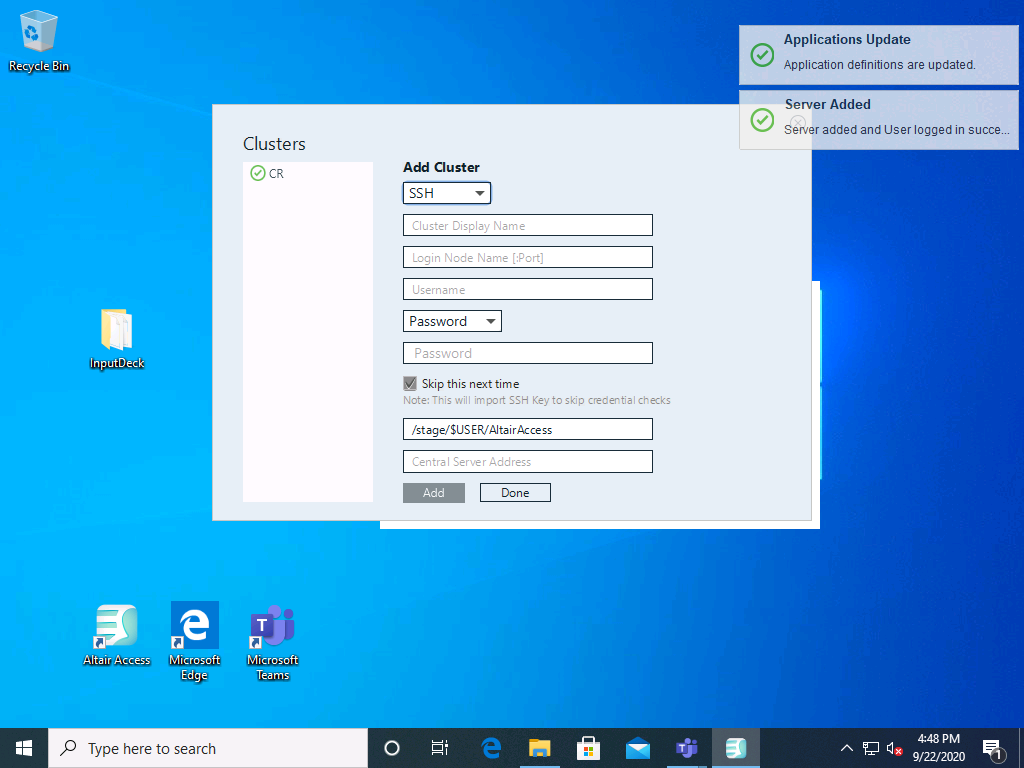 Recycle Bin
Applications Update
Application definitions are updated.
Server Added
Server added and User logged in succe...
Clusters
CR
Add Cluster
SSH
Cluster Display Name
Login Node Name [:Port]
Username
Password
Password
Skip this next time
Note: This will import SSH Key to skip credential checks
/stage/$USER/AltairAccess
Central Server Address
Add
Done
InputDeck
Altair Access
Microsoft
Edge
T
Microsoft
Teams
Type here to search
4:48 PM
9/22/2020
1